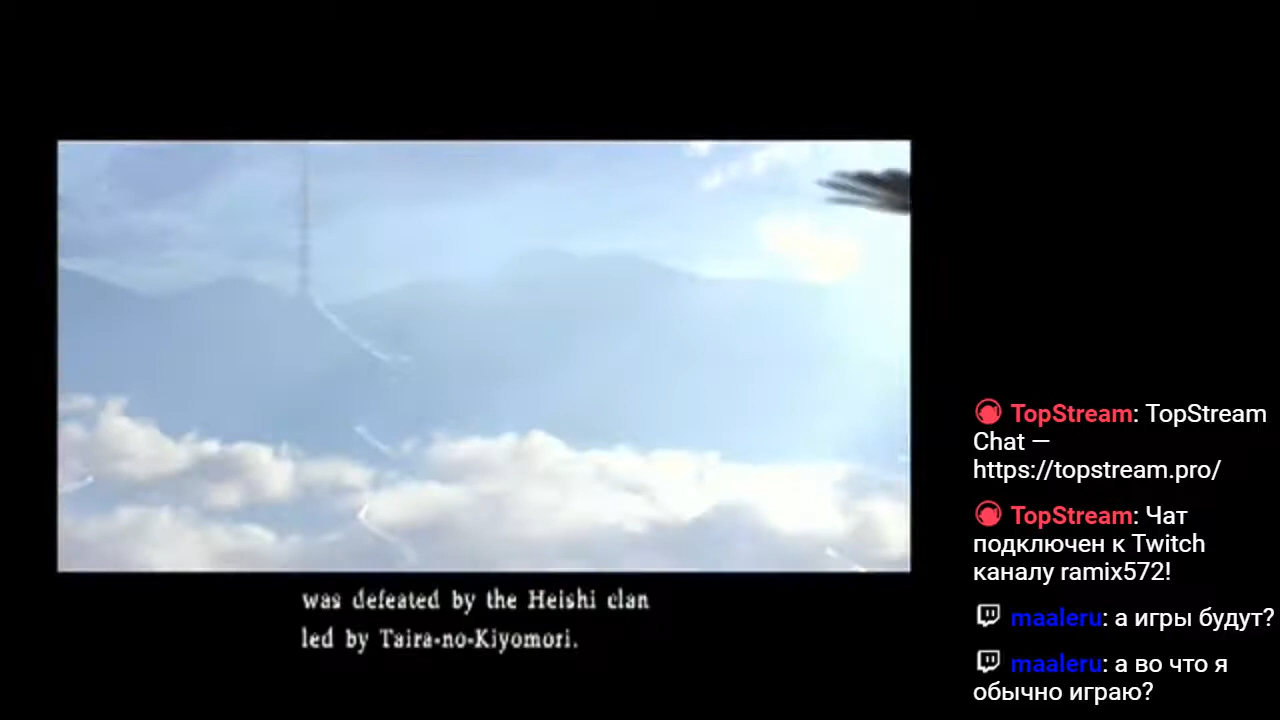 was defeated by the Heishi clan
led by Taira-no-Kiyomori.
TopStream: TopStream
Chat —
https://topstream.pro/
TopStream: Чат
подключен к Twitch
каналу ramix572!
maaleru: а игры будут?
maaleru: а во что я
обычно играю?